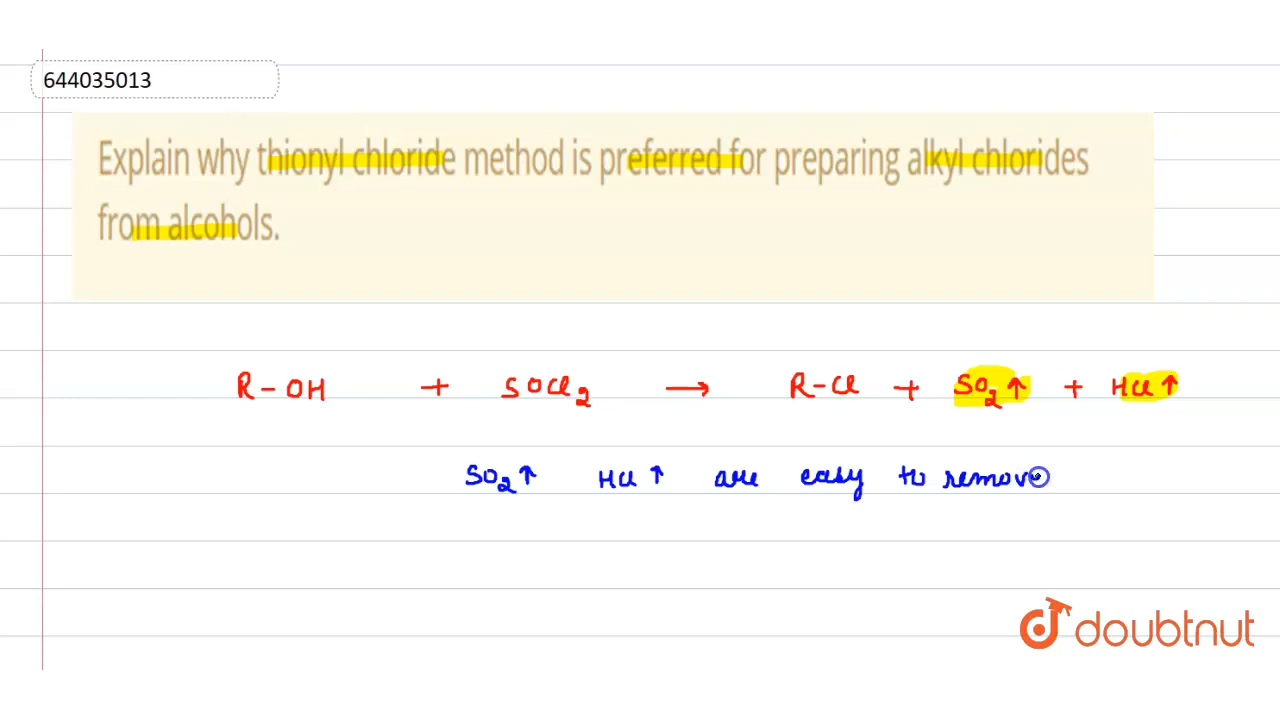 644035013
Explain why thionyl chloride method is preferred for preparing alkyl chlorides
from alcohols.
R-OH + SOCl2 → R-Cl + SO2↑ + HCl↑
SO2↑ HCl↑ are easy to remove
doubtnut